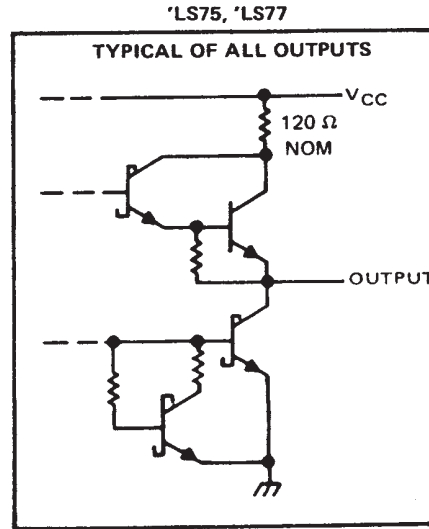 'LS75, 'LS77
TYPICAL OF ALL OUTPUTS
VCC
120 Ω
NOM
OUTPUT